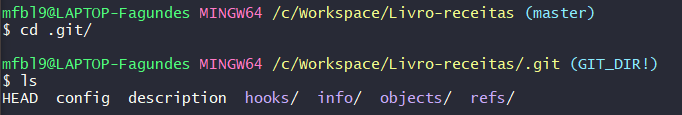 mfbl9@LAPTOP-Fagundes MINGW64 /c/Workspace/Livro-receitas (master)
$ cd .git/
mfbl9@LAPTOP-Fagundes MINGW64 /c/Workspace/Livro-receitas/.git (GIT_DIR!)
$ ls
HEAD  config  description  hooks/  info/  objects/  refs/